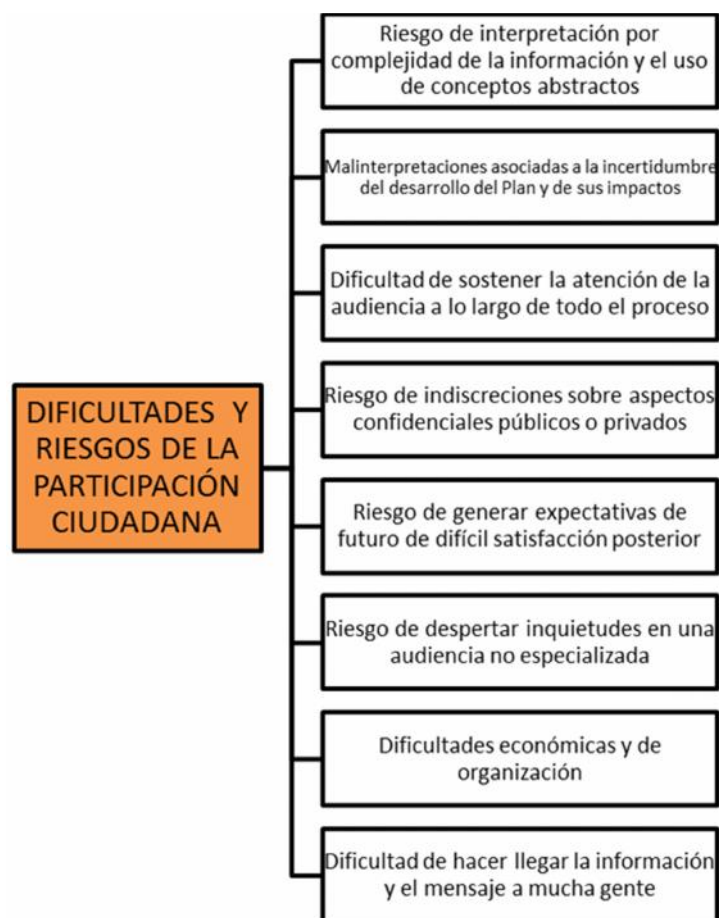 Riesgo de interpretación por
complejidad de la información y el uso
de conceptos abstractos
Malinterpretaciones asociadas a la incertidumbre
del desarrollo del Plan y de sus impactos
Dificultad de sostener la atención de la
audiencia a lo largo de todo el proceso
DIFICULTADES Y
RIESGOS DE LA
PARTICIPACIÓN
CIUDADANA
Riesgo de indiscreciones sobre aspectos
confidenciales públicos o privados
Riesgo de generar expectativas de
futuro de difícil satisfacción posterior
Riesgo de despertar inquietudes en una
audiencia no especializada
Dificultades económicas y de
organización
Dificultad de hacer llegar la información
y el mensaje a mucha gente